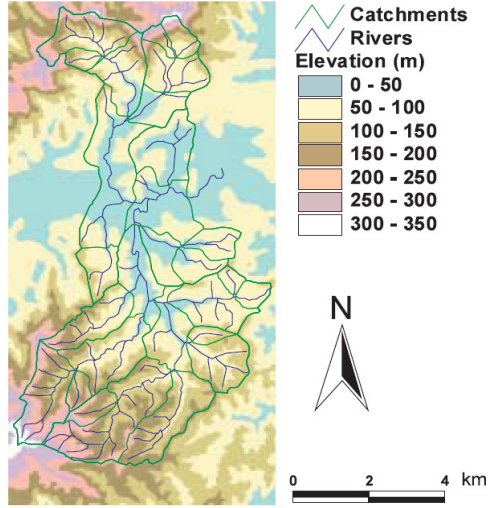 Catchments
Rivers
Elevation (m)
0 - 50
50 - 100
100 - 150
150 - 200
200 - 250
250 - 300
300 - 350
N
0 2 4 km